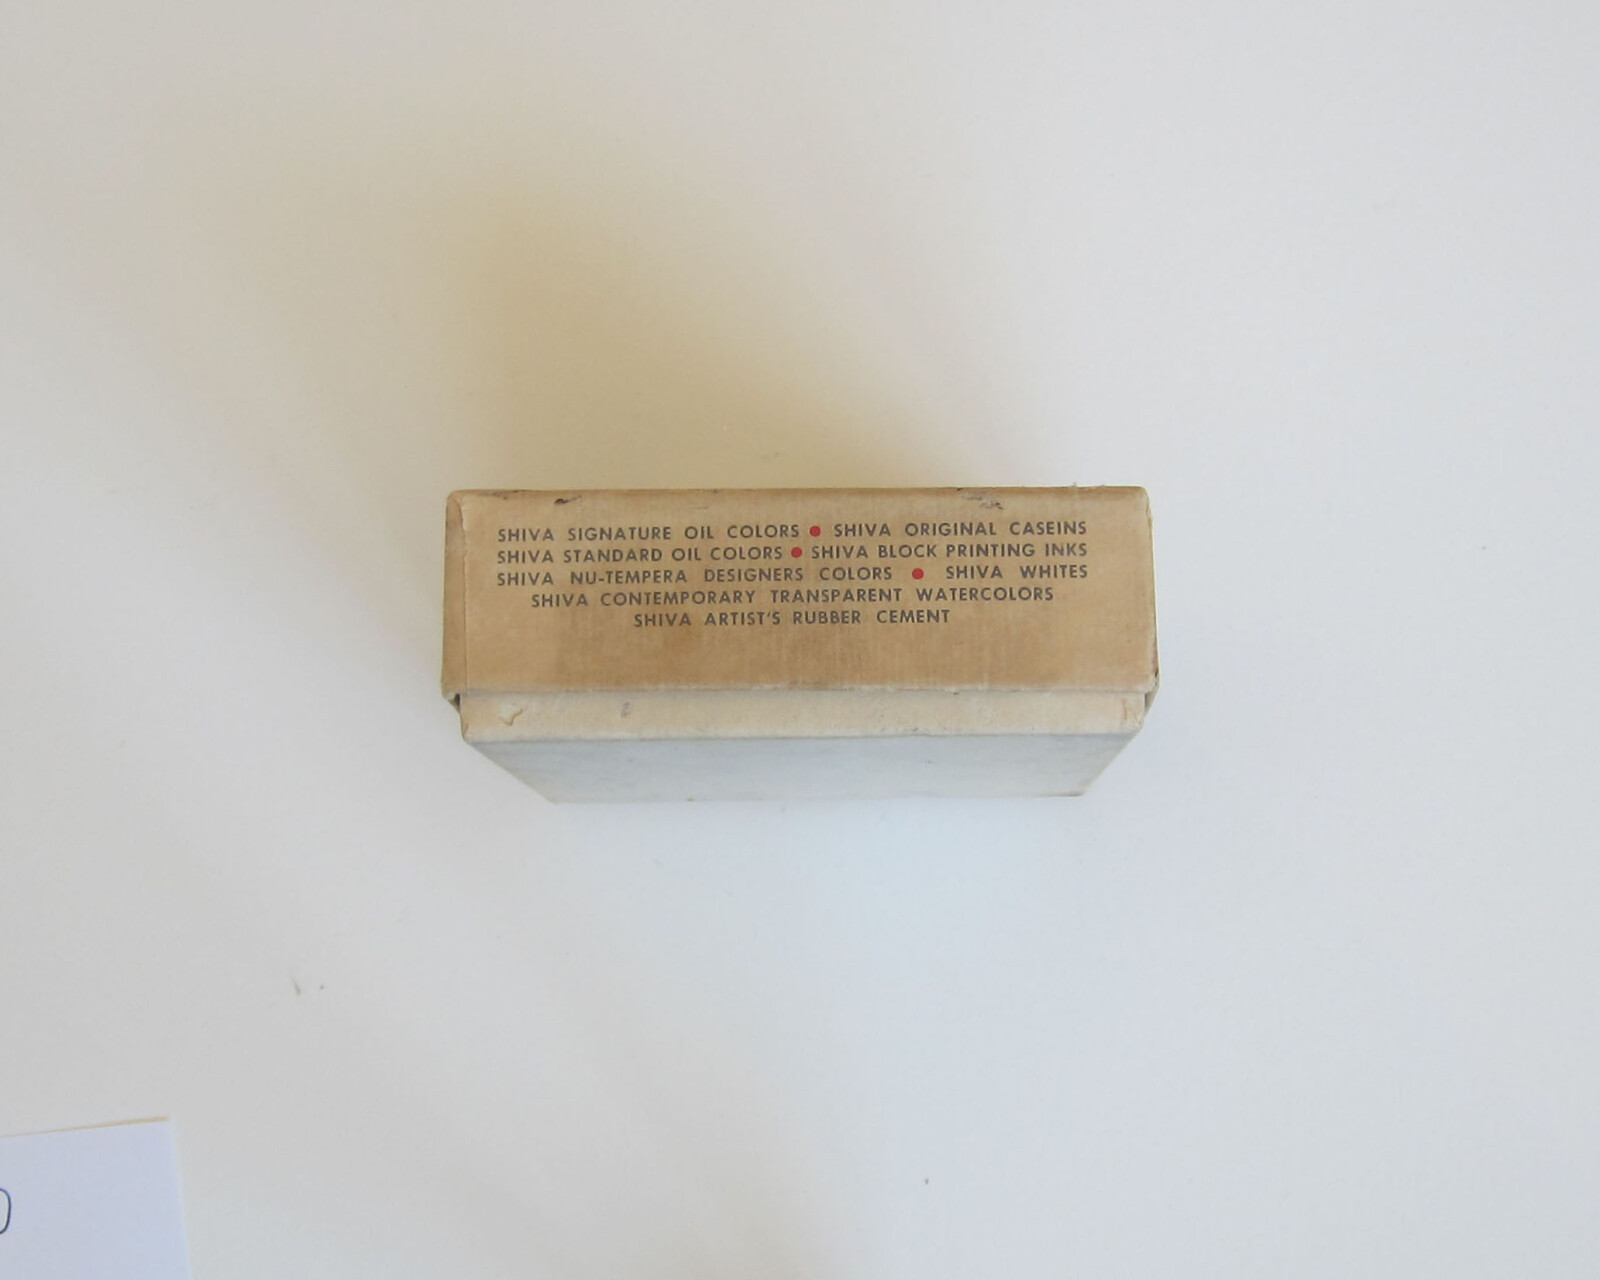 SHIVA SIGNATURE OIL COLORS ● SHIVA ORIGINAL CASEINS
SHIVA STANDARD OIL COLORS ● SHIVA BLOCK PRINTING INKS
SHIVA NU-TEMPERA DESIGNERS COLORS ● SHIVA WHITES
SHIVA CONTEMPORARY TRANSPARENT WATERCOLORS
SHIVA ARTIST'S RUBBER CEMENT